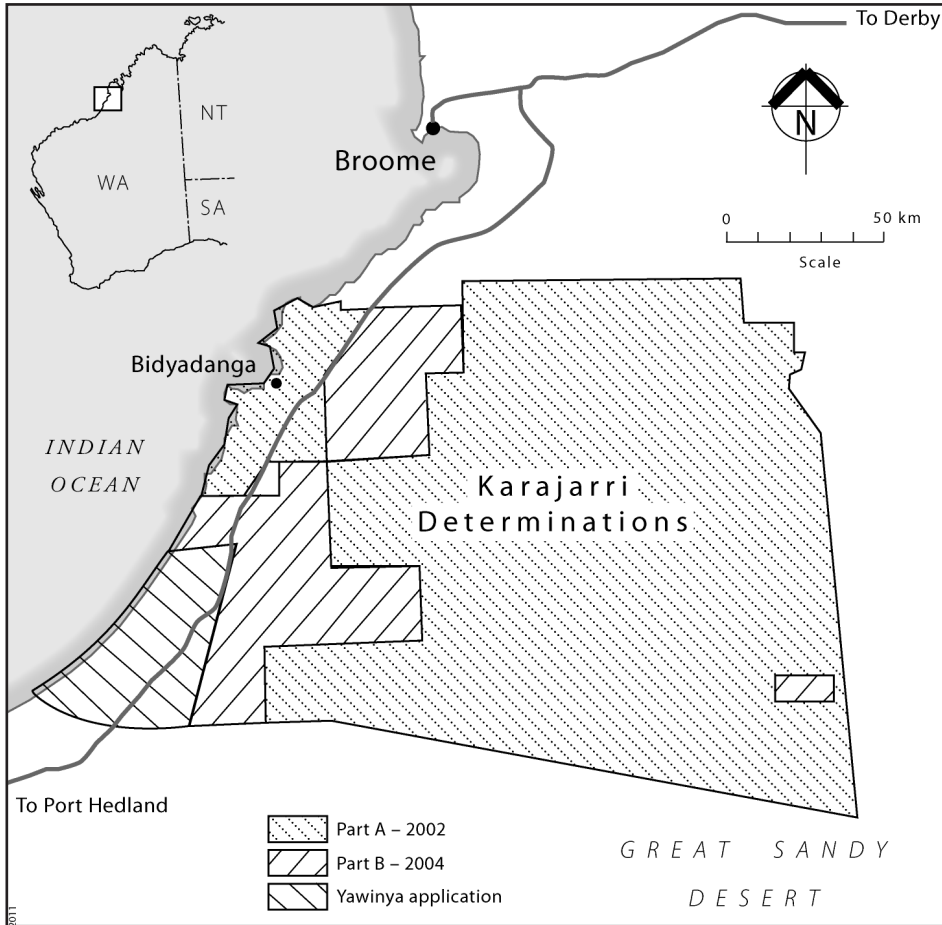 To Derby
NT
WA
SA
N
Broome
0 50 km
Scale
Bidyadanga
INDIAN
OCEAN
Karajarri
Determinations
To Port Hedland
Part A – 2002
Part B – 2004
Yawinya application
GREAT SANDY
DESERT
2011